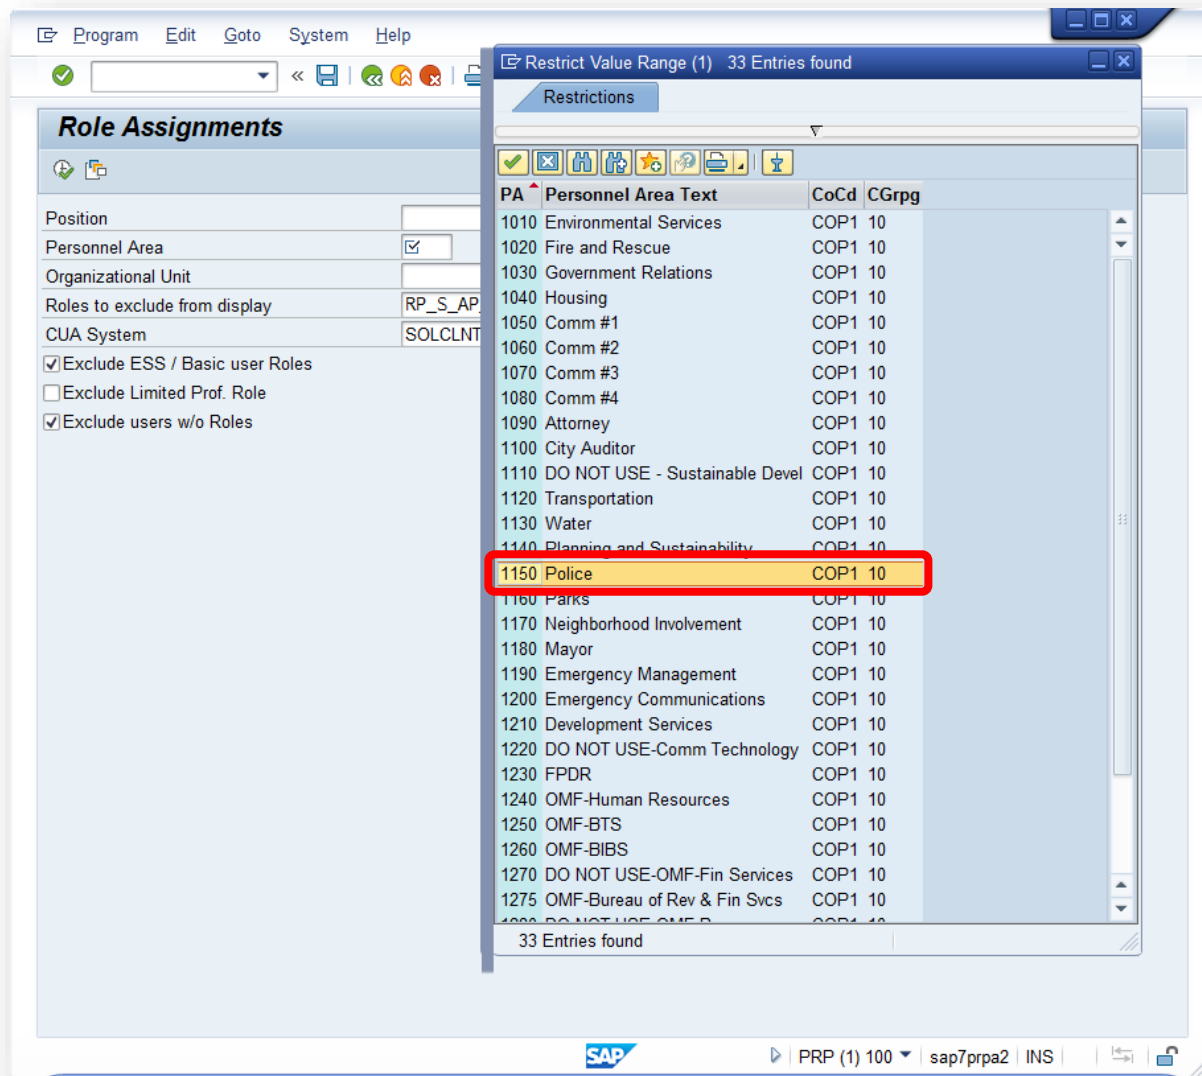 Program Edit Goto System Help
Role Assignments
Position
Personnel Area
Organizational Unit
Roles to exclude from display RP_S_AP
CUA System SOLCLNT
Exclude ESS / Basic user Roles
Exclude Limited Prof. Role
Exclude users w/o Roles
Restrict Value Range (1) 33 Entries found
Restrictions
PA Personnel Area Text CoCd CGrpg
1010 Environmental Services COP1 10
1020 Fire and Rescue COP1 10
1030 Government Relations COP1 10
1040 Housing COP1 10
1050 Comm #1 COP1 10
1060 Comm #2 COP1 10
1070 Comm #3 COP1 10
1080 Comm #4 COP1 10
1090 Attorney COP1 10
1100 City Auditor COP1 10
1110 DO NOT USE - Sustainable Devel COP1 10
1120 Transportation COP1 10
1130 Water COP1 10
1140 Planning and Sustainability COP1 10
1150 Police COP1 10
1160 Parks COP1 10
1170 Neighborhood Involvement COP1 10
1180 Mayor COP1 10
1190 Emergency Management COP1 10
1200 Emergency Communications COP1 10
1210 Development Services COP1 10
1220 DO NOT USE-Comm Technology COP1 10
1230 FPDR COP1 10
1240 OMF-Human Resources COP1 10
1250 OMF-BTS COP1 10
1260 OMF-BIBS COP1 10
1270 DO NOT USE-OMF-Fin Services COP1 10
1275 OMF-Bureau of Rev & Fin Svcs COP1 10
33 Entries found
SAP PRP (1) 100 sap7prpa2 INS